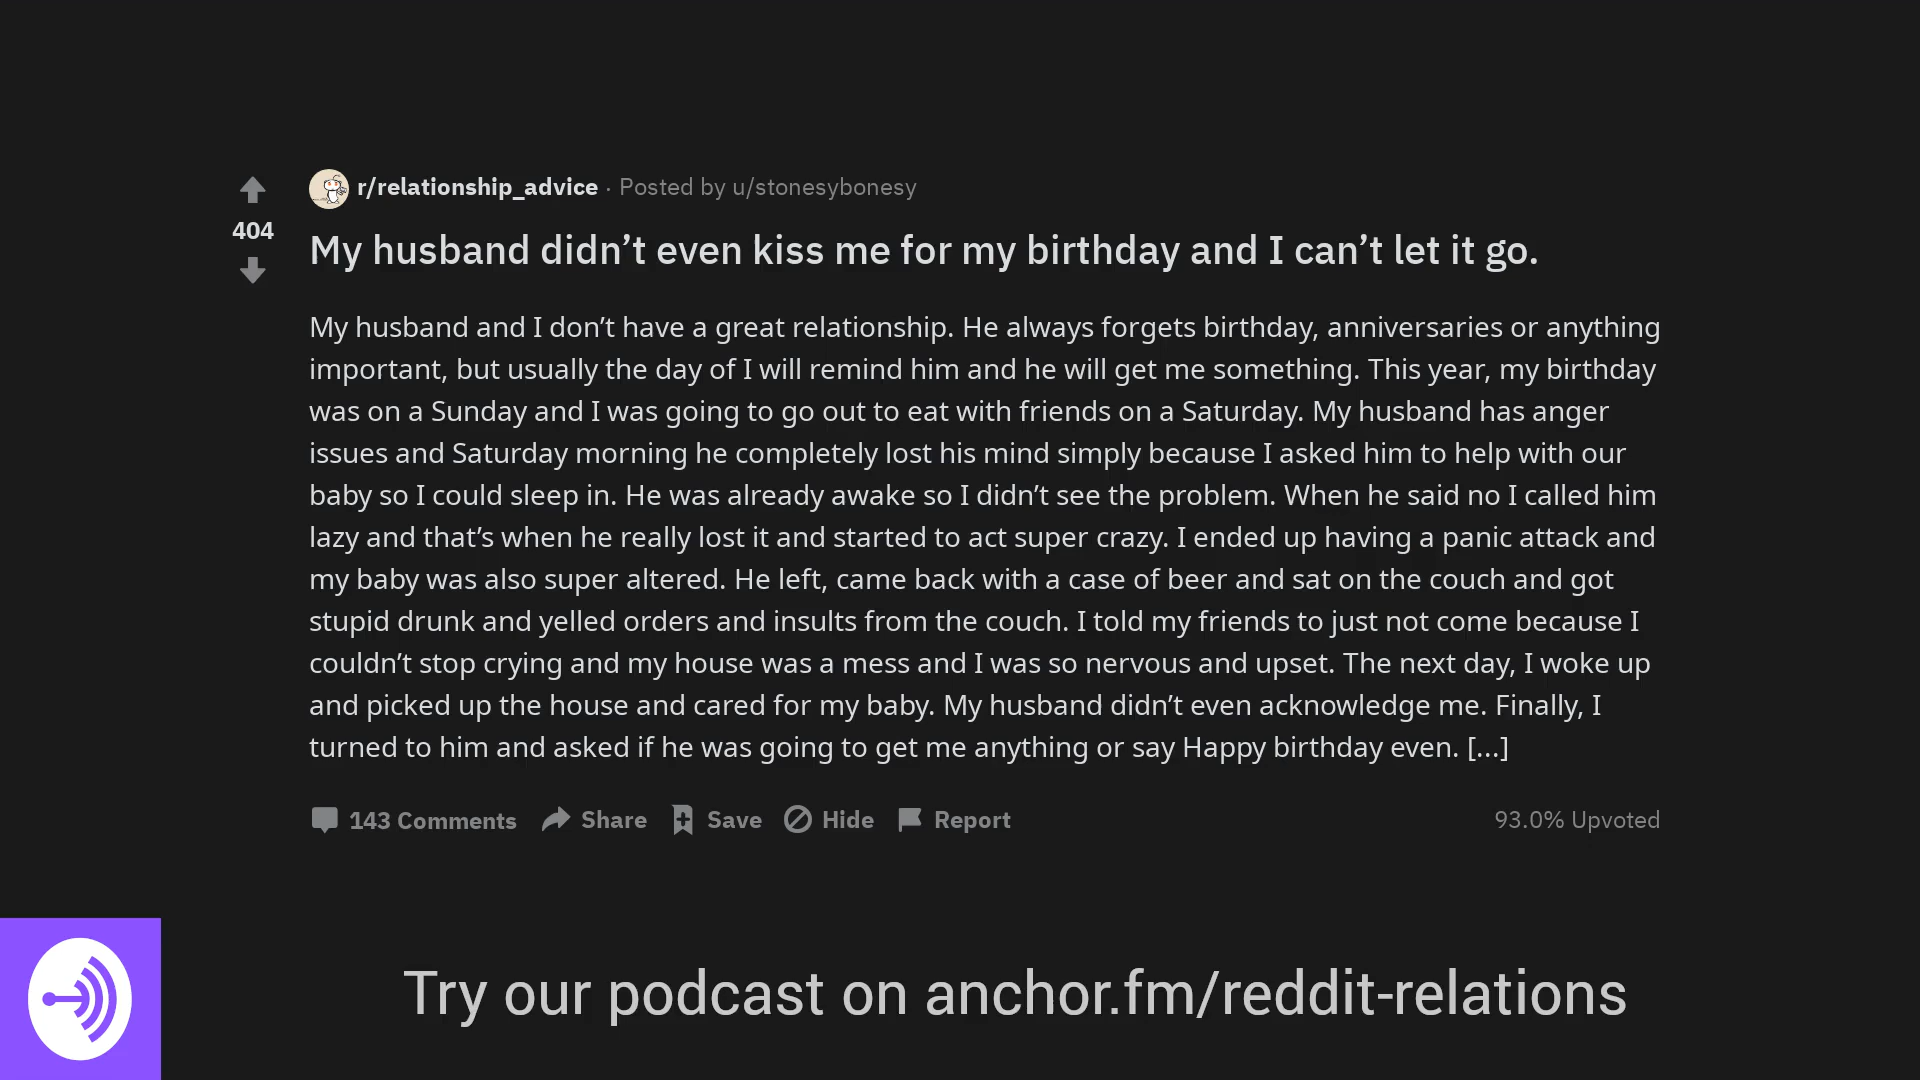 r/relationship_advice · Posted by u/stonesybonesy
404
My husband didn’t even kiss me for my birthday and I can’t let it go.
My husband and I don’t have a great relationship. He always forgets birthday, anniversaries or anything
important, but usually the day of I will remind him and he will get me something. This year, my birthday
was on a Sunday and I was going to go out to eat with friends on a Saturday. My husband has anger
issues and Saturday morning he completely lost his mind simply because I asked him to help with our
baby so I could sleep in. He was already awake so I didn’t see the problem. When he said no I called him
lazy and that’s when he really lost it and started to act super crazy. I ended up having a panic attack and
my baby was also super altered. He left, came back with a case of beer and sat on the couch and got
stupid drunk and yelled orders and insults from the couch. I told my friends to just not come because I
couldn’t stop crying and my house was a mess and I was so nervous and upset. The next day, I woke up
and picked up the house and cared for my baby. My husband didn’t even acknowledge me. Finally, I
turned to him and asked if he was going to get me anything or say Happy birthday even. [...]
143 Comments Share Save Hide Report 93.0% Upvoted
Try our podcast on anchor.fm/reddit-relations